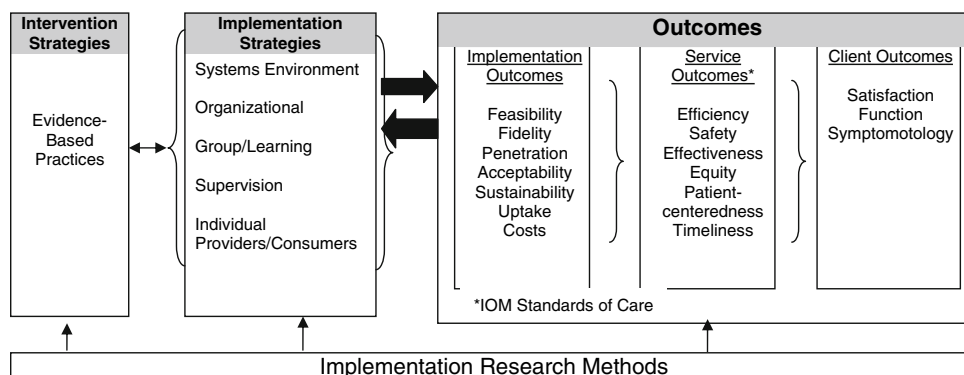 Intervention
Strategies
Evidence-
Based
Practices
Implementation
Strategies
Systems Environment
Organizational
Group/Learning
Supervision
Individual
Providers/Consumers
Outcomes
Implementation
Outcomes
Feasibility
Fidelity
Penetration
Acceptability
Sustainability
Uptake
Costs
Service
Outcomes*
Efficiency
Safety
Effectiveness
Equity
Patient-
centeredness
Timeliness
Client Outcomes
Satisfaction
Function
Symptomotology
*IOM Standards of Care
Implementation Research Methods